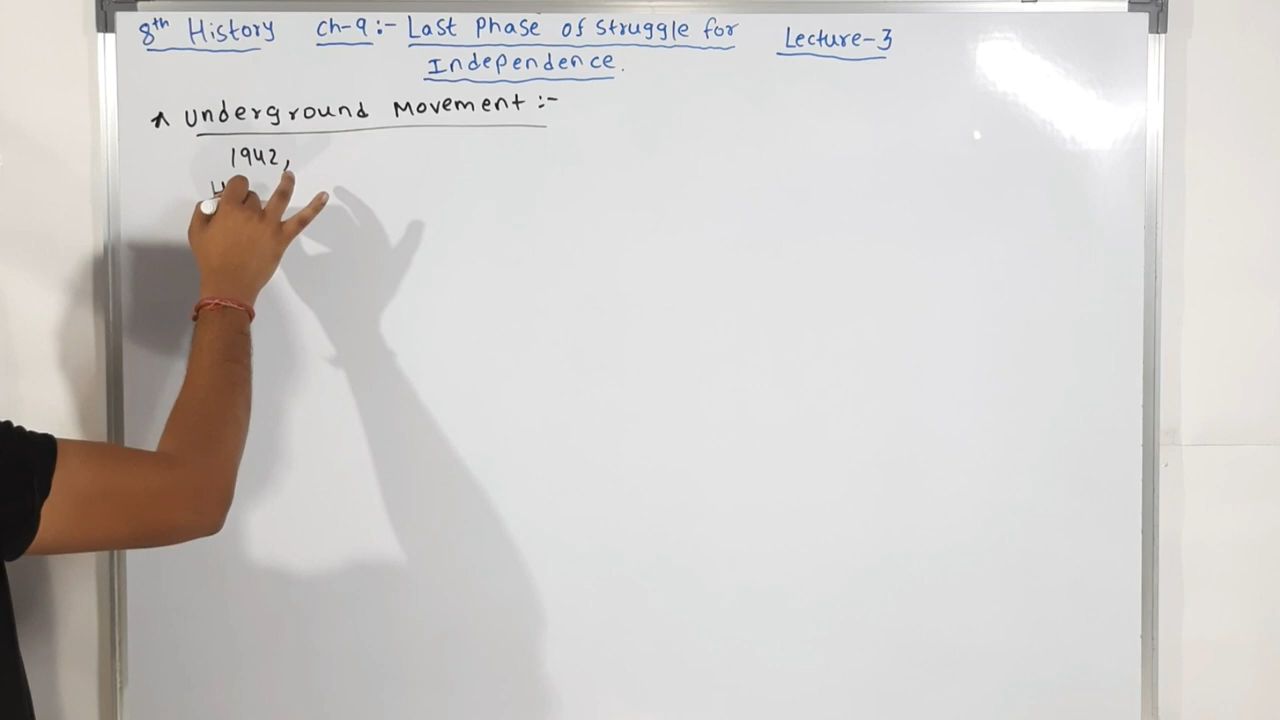 8th History ch-9:- Last Phase of Struggle for Independence. Lecture-3
* Underground Movement :-
1942,